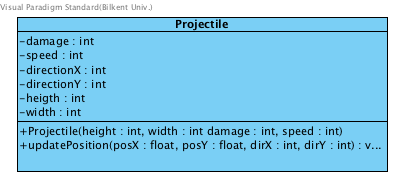 Visual Paradigm Standard(Bilkent Univ.)
Projectile
-damage : int
-speed : int
-directionX : int
-directionY : int
-heigth : int
-width : int
+Projectile(height : int, width : int damage : int, speed : int)
+updatePosition(posX : float, posY : float, dirX : int, dirY : int) : v...